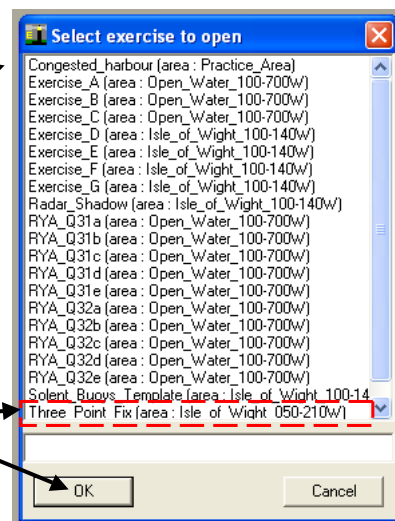 Select exercise to open
Congested_harbour (area : Practice_Area)
Exercise_A (area : Open_Water_100-700W)
Exercise_B (area : Open_Water_100-700W)
Exercise_C (area : Open_Water_100-700W)
Exercise_D (area : Isle_of_Wight_100-140W)
Exercise_E (area : Isle_of_Wight_100-140W)
Exercise_F (area : Isle_of_Wight_100-140W)
Exercise_G (area : Isle_of_Wight_100-140W)
Radar_Shadow (area : Isle_of_Wight_100-140W)
RYA_Q31a (area : Open_Water_100-700W)
RYA_Q31b (area : Open_Water_100-700W)
RYA_Q31c (area : Open_Water_100-700W)
RYA_Q31d (area : Open_Water_100-700W)
RYA_Q31e (area : Open_Water_100-700W)
RYA_Q32a (area : Open_Water_100-700W)
RYA_Q32b (area : Open_Water_100-700W)
RYA_Q32c (area : Open_Water_100-700W)
RYA_Q32d (area : Open_Water_100-700W)
RYA_Q32e (area : Open_Water_100-700W)
Solent_Buoys_Template (area : Isle_of_Wight_100-14
Three_Point_Fix (area : Isle_of_Wight_050-210W)
OK
Cancel